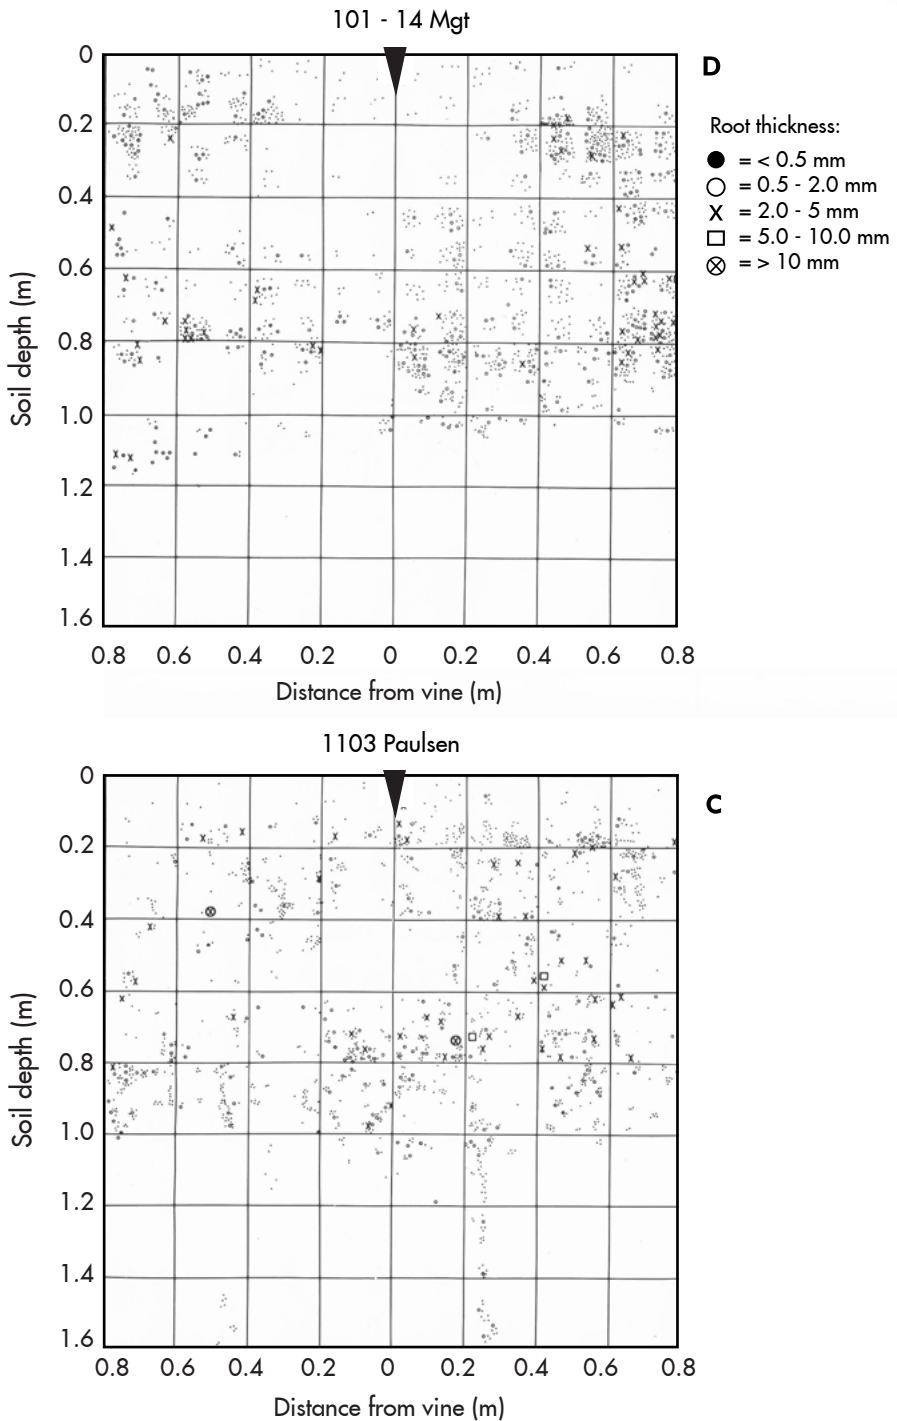 101 - 14 Mgt
D
Root thickness:
● = < 0.5 mm
○ = 0.5 - 2.0 mm
X = 2.0 - 5 mm
□ = 5.0 - 10.0 mm
⊗ = > 10 mm
Soil depth (m)
0
0.2
0.4
0.6
0.8
1.0
1.2
1.4
1.6
0.8 0.6 0.4 0.2 0 0.2 0.4 0.6 0.8
Distance from vine (m)
1103 Paulsen
C
Soil depth (m)
0
0.2
0.4
0.6
0.8
1.0
1.2
1.4
1.6
0.8 0.6 0.4 0.2 0 0.2 0.4 0.6 0.8
Distance from vine (m)